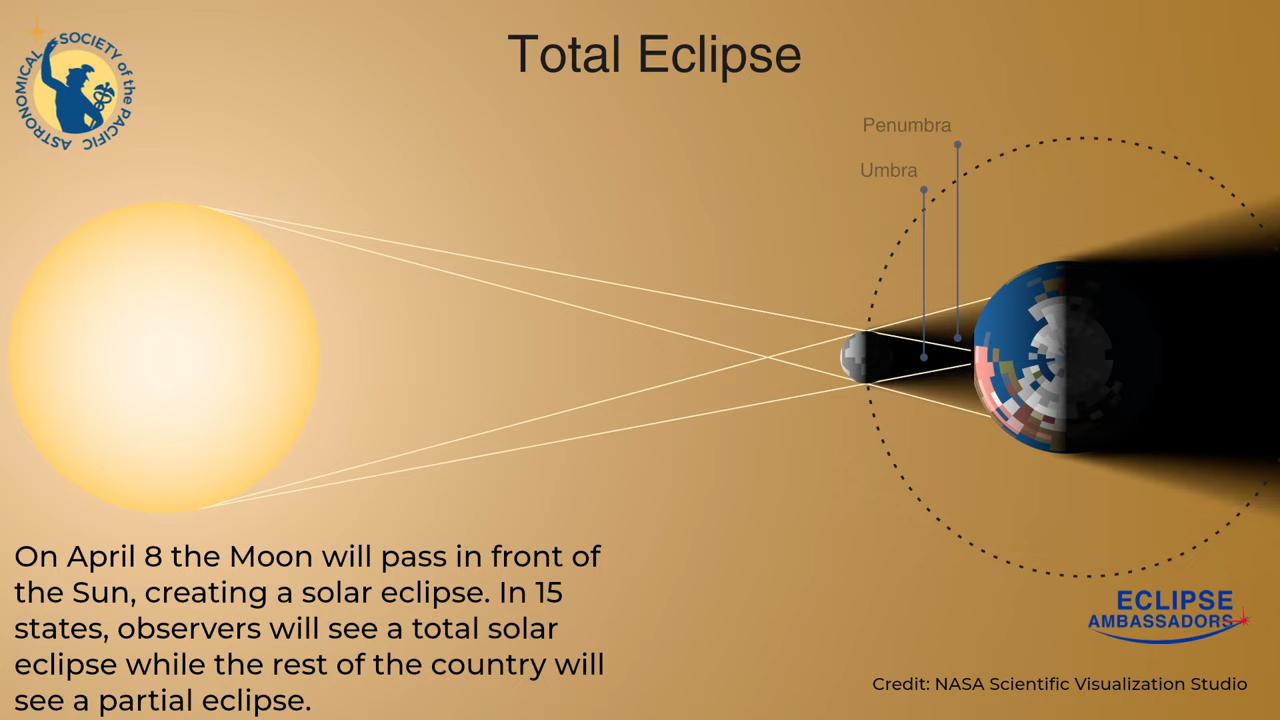 ASTRONOMICAL SOCIETY of the PACIFIC
Total Eclipse
Penumbra
Umbra
On April 8 the Moon will pass in front of
the Sun, creating a solar eclipse. In 15
states, observers will see a total solar
eclipse while the rest of the country will
see a partial eclipse.
ECLIPSE
AMBASSADORS
Credit: NASA Scientific Visualization Studio